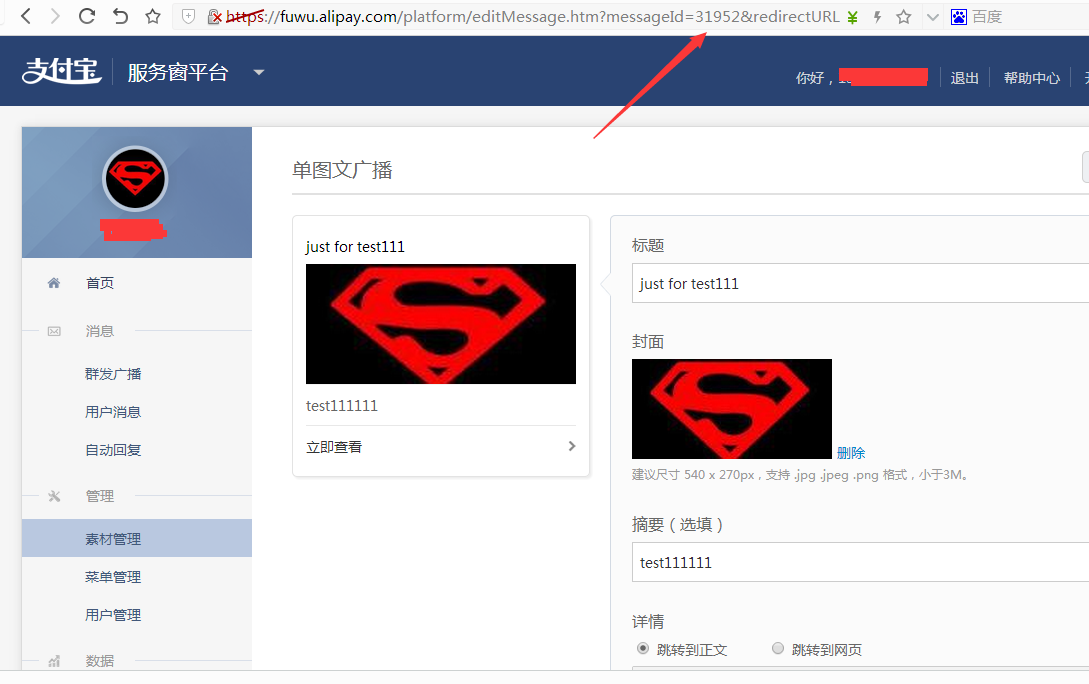 https://fuwu.alipay.com/platform/editMessage.htm?messageId=31952&redirectURL
百度
支付宝
服务窗平台
你好，
退出
帮助中心
单图文广播
just for test111
标题
just for test111
封面
删除
建议尺寸 540 x 270px，支持 .jpg .jpeg .png 格式，小于3M。
test111111
立即查看
摘要（选填）
test111111
详情
跳转到正文
跳转到网页
首页
消息
群发广播
用户消息
自动回复
管理
素材管理
菜单管理
用户管理
数据